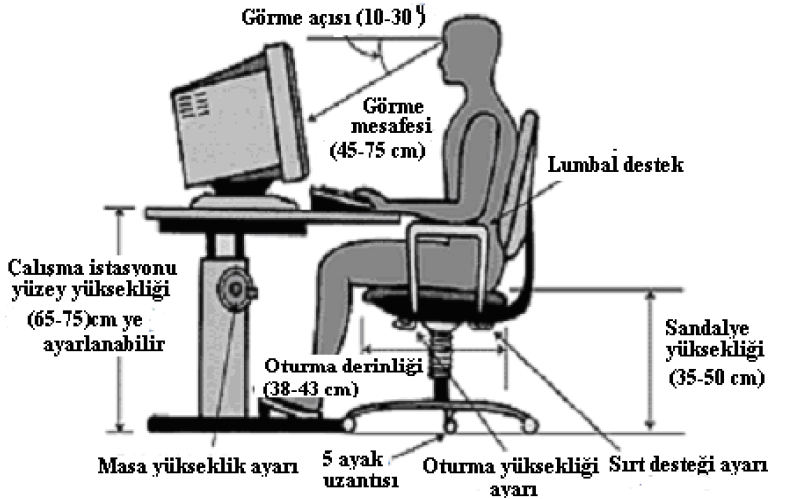 Görme açısı (10-30⁰)
Görme
mesafesi
(45-75 cm)
Lumbal destek
Çalışma istasyonu
yüzey yüksekliği
(65-75)cm ye
ayarlanabilir
Sandalye
yüksekliği
(35-50 cm)
Oturma derinliği
(38-43 cm)
Masa yükseklik ayarı
5 ayak
uzantısı
Oturma yüksekliği
ayarı
Sırt desteği ayarı